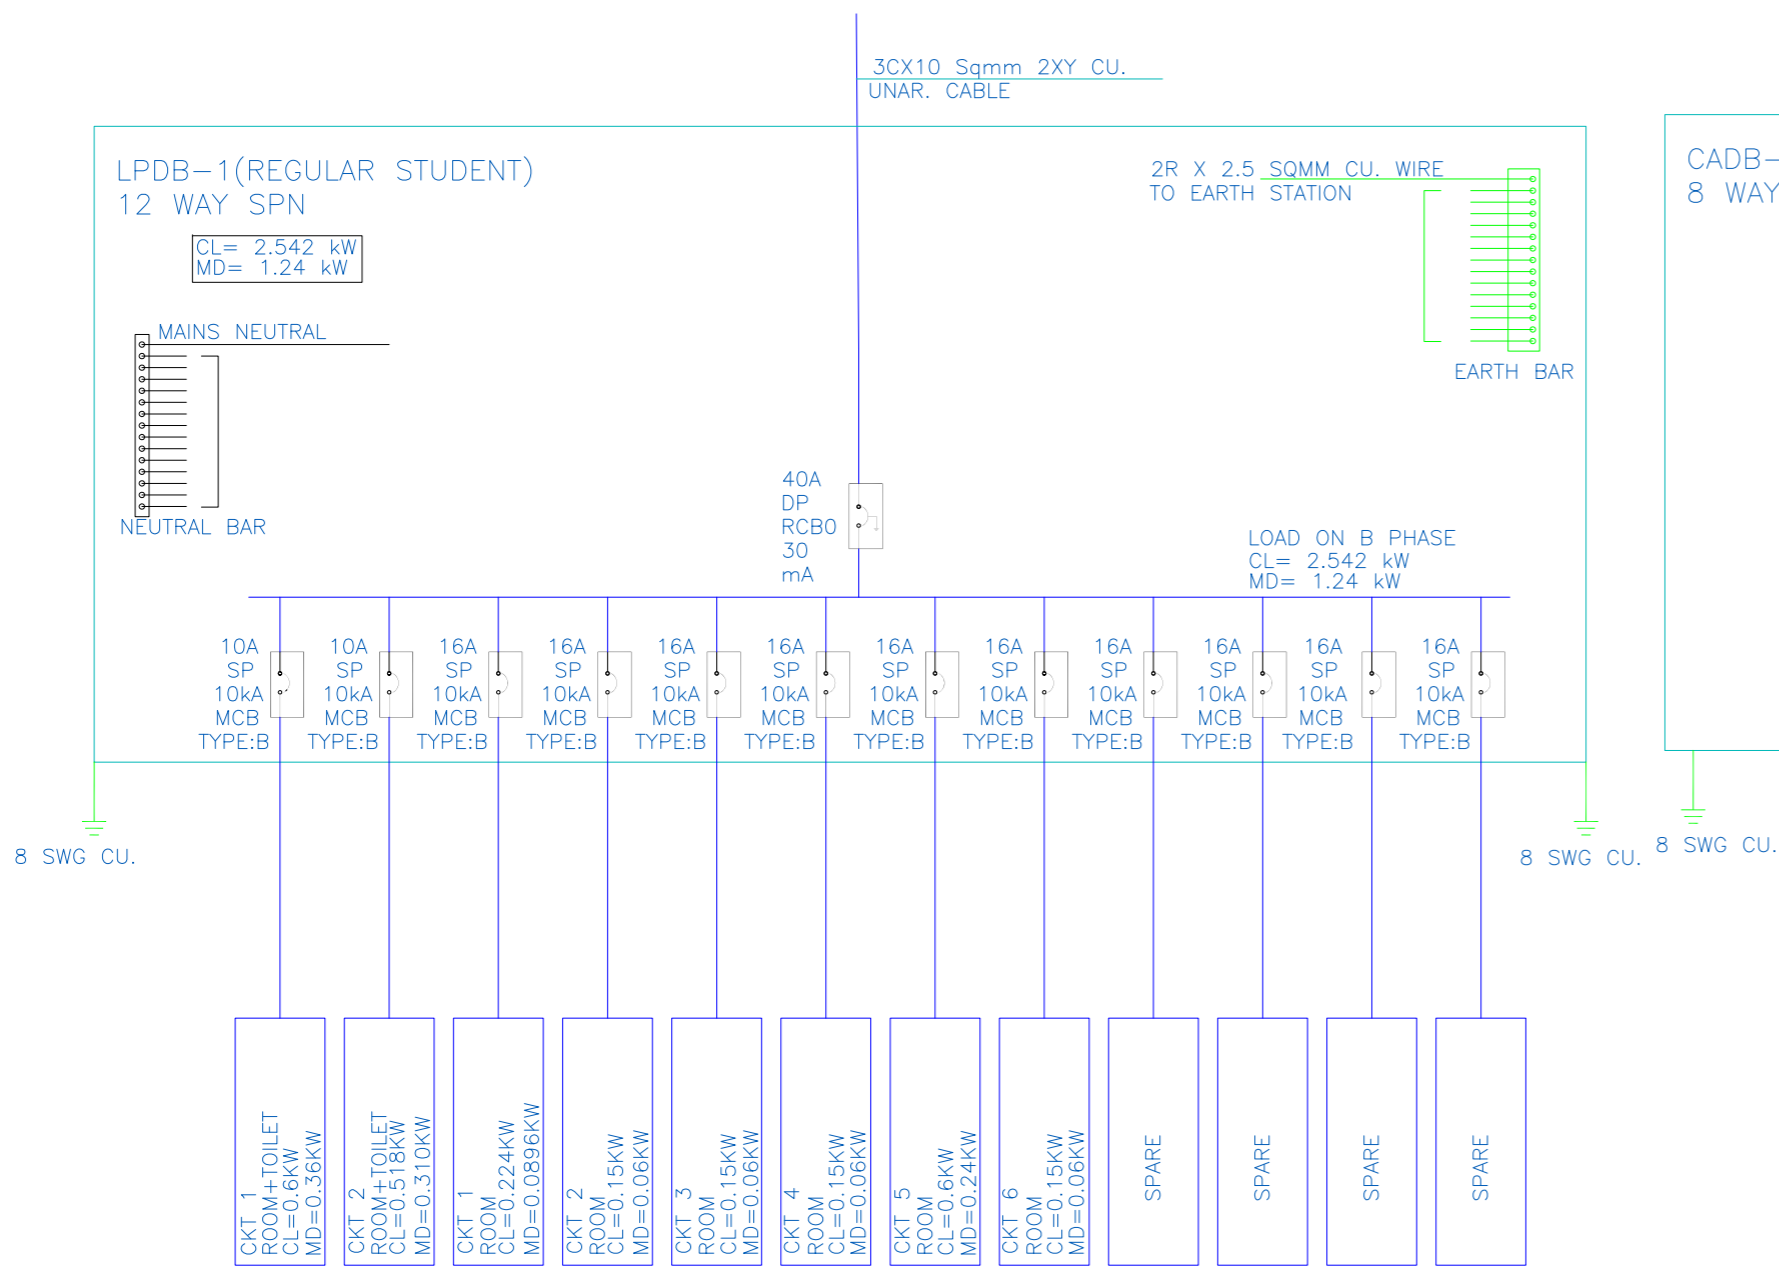 3CX10 Sqmm 2XY CU.
UNAR. CABLE
LPDB-1(REGULAR STUDENT)
12 WAY SPN
CL= 2.542 kW
MD= 1.24 kW
2R X 2.5 SQMM CU. WIRE
TO EARTH STATION
CADB-
8 WAY
MAINS NEUTRAL
NEUTRAL BAR
EARTH BAR
40A
DP
RCBO
30
mA
LOAD ON B PHASE
CL= 2.542 kW
MD= 1.24 kW
10A
SP
10kA
MCB
TYPE:B
10A
SP
10kA
MCB
TYPE:B
16A
SP
10kA
MCB
TYPE:B
16A
SP
10kA
MCB
TYPE:B
16A
SP
10kA
MCB
TYPE:B
16A
SP
10kA
MCB
TYPE:B
16A
SP
10kA
MCB
TYPE:B
16A
SP
10kA
MCB
TYPE:B
16A
SP
10kA
MCB
TYPE:B
16A
SP
10kA
MCB
TYPE:B
16A
SP
10kA
MCB
TYPE:B
16A
SP
10kA
MCB
TYPE:B
8 SWG CU.
8 SWG CU.
8 SWG CU.
CKT 1
ROOM+TOILET
CL=0.6KW
MD=0.36KW
CKT 2
ROOM+TOILET
CL=0.518KW
MD=0.310KW
CKT 1
ROOM
CL=0.224KW
MD=0.0896KW
CKT 2
ROOM
CL=0.15KW
MD=0.06KW
CKT 3
ROOM
CL=0.15KW
MD=0.06KW
CKT 4
ROOM
CL=0.15KW
MD=0.06KW
CKT 5
ROOM
CL=0.6KW
MD=0.24KW
CKT 6
ROOM
CL=0.15KW
MD=0.06KW
SPARE
SPARE
SPARE
SPARE